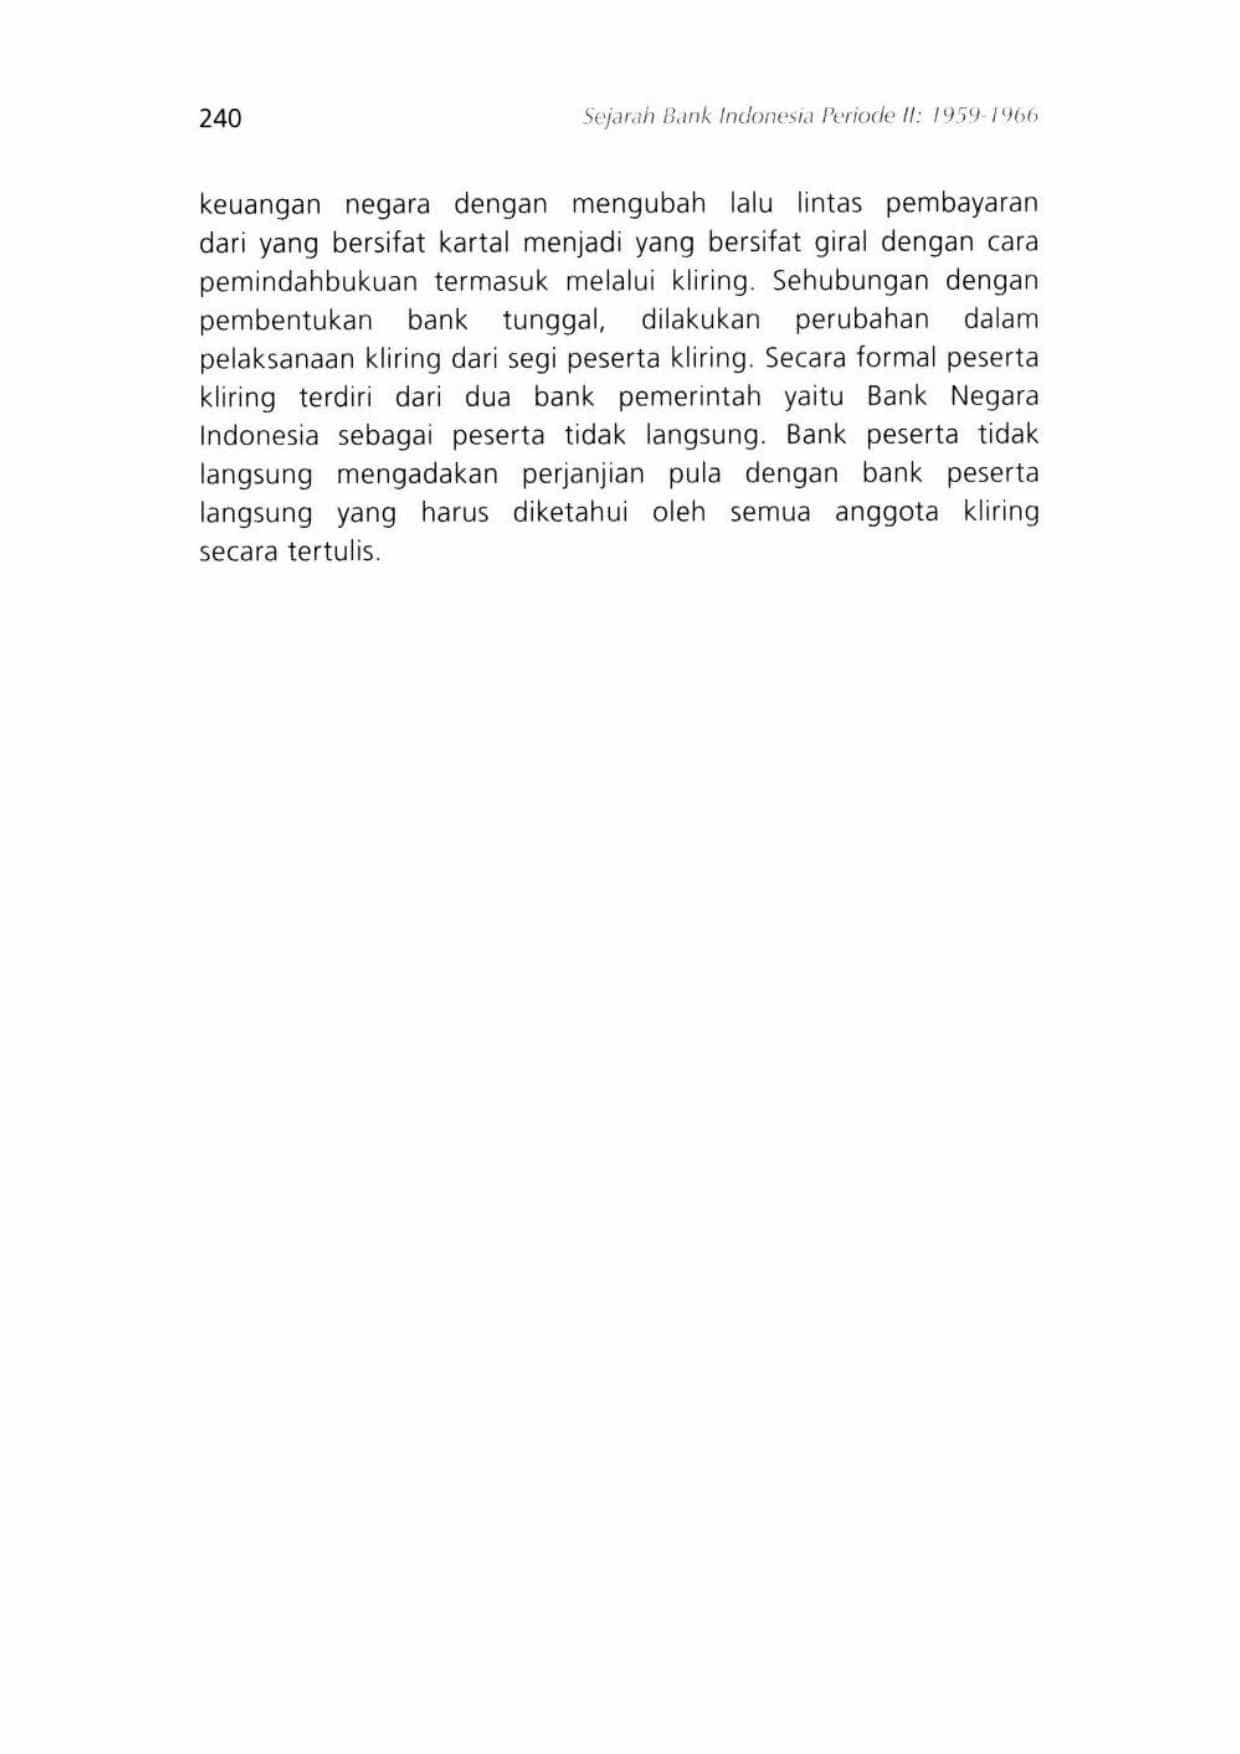 240
Sejarah Bank Indonesia Periode II: 1959-1966
keuangan negara dengan mengubah lalu lintas pembayaran
dari yang bersifat kartal menjadi yang bersifat giral dengan cara
pemindahbukuan termasuk melalui kliring. Sehubungan dengan
pembentukan bank tunggal, dilakukan perubahan dalam
pelaksanaan kliring dari segi peserta kliring. Secara formal peserta
kliring terdiri dari dua bank pemerintah yaitu Bank Negara
Indonesia sebagai peserta tidak langsung. Bank peserta tidak
langsung mengadakan perjanjian pula dengan bank peserta
langsung yang harus diketahui oleh semua anggota kliring
secara tertulis.